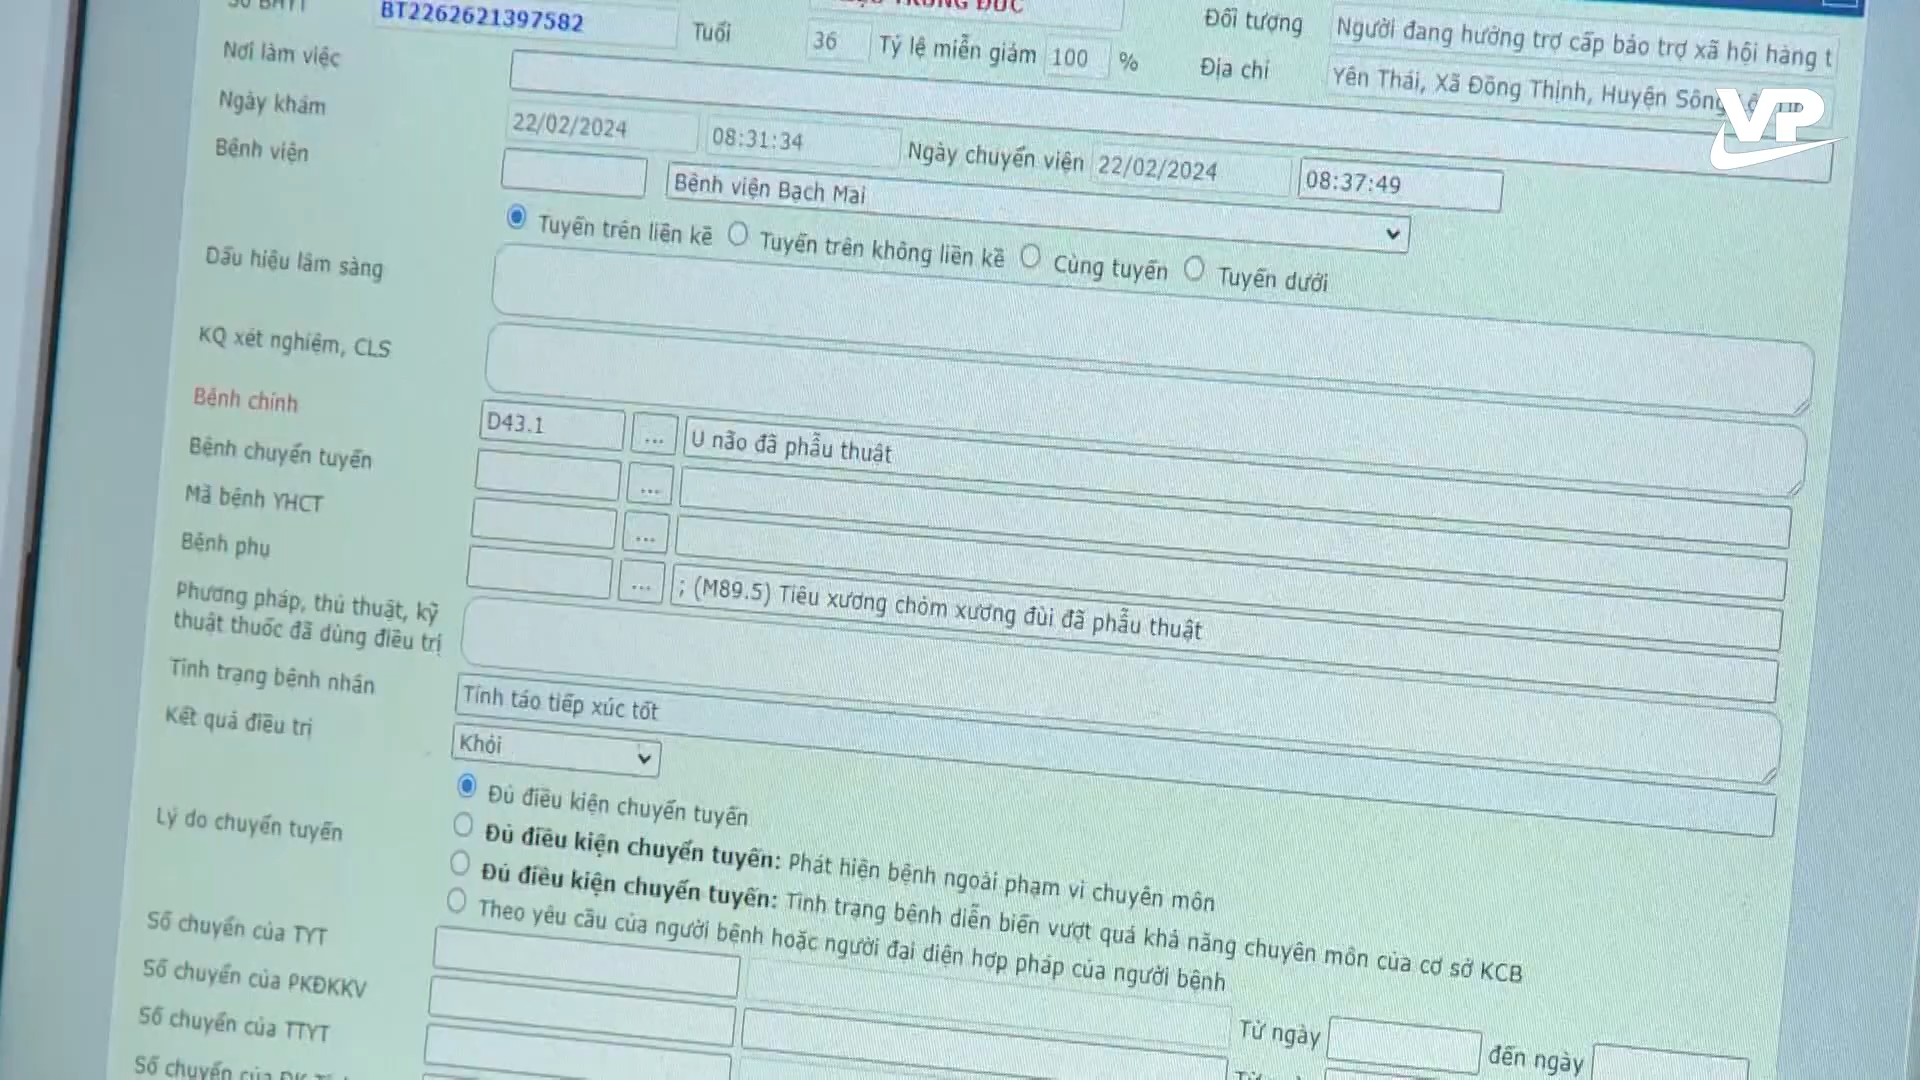 Số BHYT BT2262621397582 Tuổi 36 Tỷ lệ miễn giảm 100 % Đối tượng Người đang hưởng trợ cấp bảo trợ xã hội hàng t
TRUNG ĐỨC
Nơi làm việc Địa chỉ Yên Thái, Xã Đồng Thịnh, Huyện Sông
VP
Ngày khám 22/02/2024 08:31:34 Ngày chuyển viện 22/02/2024 08:37:49
Bệnh viện Bệnh viện Bạch Mai
Tuyến trên liền kề Tuyến trên không liền kề Cùng tuyến Tuyến dưới
Dấu hiệu lâm sàng
KQ xét nghiệm, CLS
Bệnh chính D43.1 ... U não đã phẫu thuật
Bệnh chuyển tuyến ...
Mã bệnh YHCT ...
Bệnh phụ ... ; (M89.5) Tiêu xương chỏm xương đùi đã phẫu thuật
Phương pháp, thủ thuật, kỹ
thuật thuốc đã dùng điều trị
Tình trạng bệnh nhân Tỉnh táo tiếp xúc tốt
Kết quả điều trị Khỏi
Lý do chuyển tuyến Đủ điều kiện chuyển tuyến
Đủ điều kiện chuyển tuyến: Phát hiện bệnh ngoài phạm vi chuyên môn
Đủ điều kiện chuyển tuyến: Tình trạng bệnh diễn biến vượt quá khả năng chuyên môn của cơ sở KCB
Theo yêu cầu của người bệnh hoặc người đại diện hợp pháp của người bệnh
Số chuyển của TYT
Số chuyển của PKĐKKV Từ ngày đến ngày
Số chuyển của TTYT
Số chuyển của ĐK